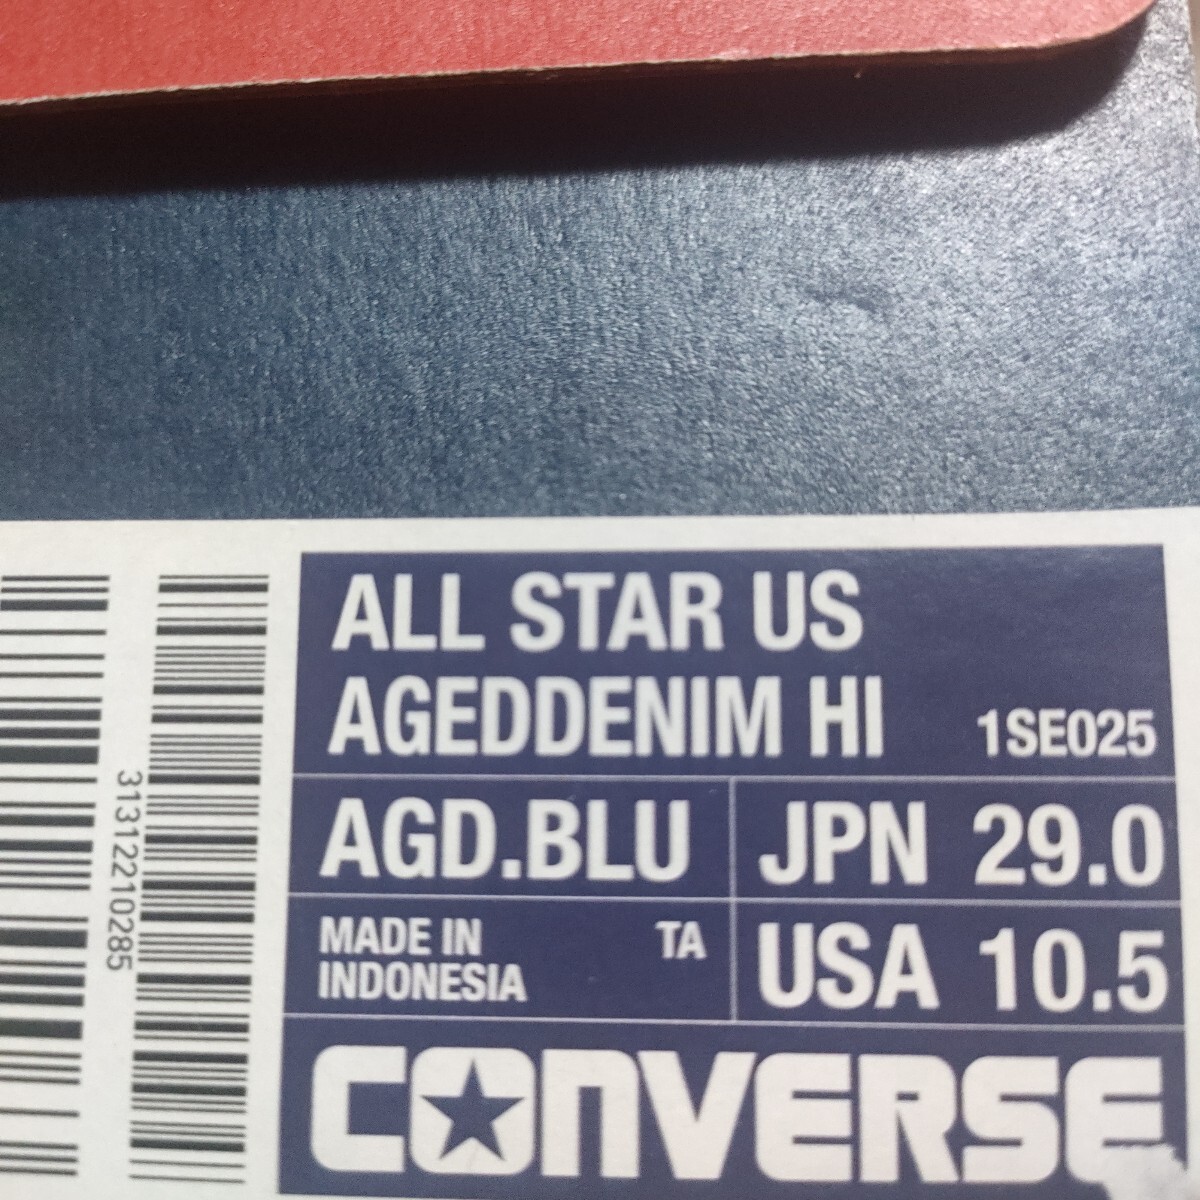 ALL STAR US
AGEDDENIM HI 1SE025
AGD.BLU JPN 29.0
MADE IN INDONESIA TA USA 10.5
CONVERSE
31312210285